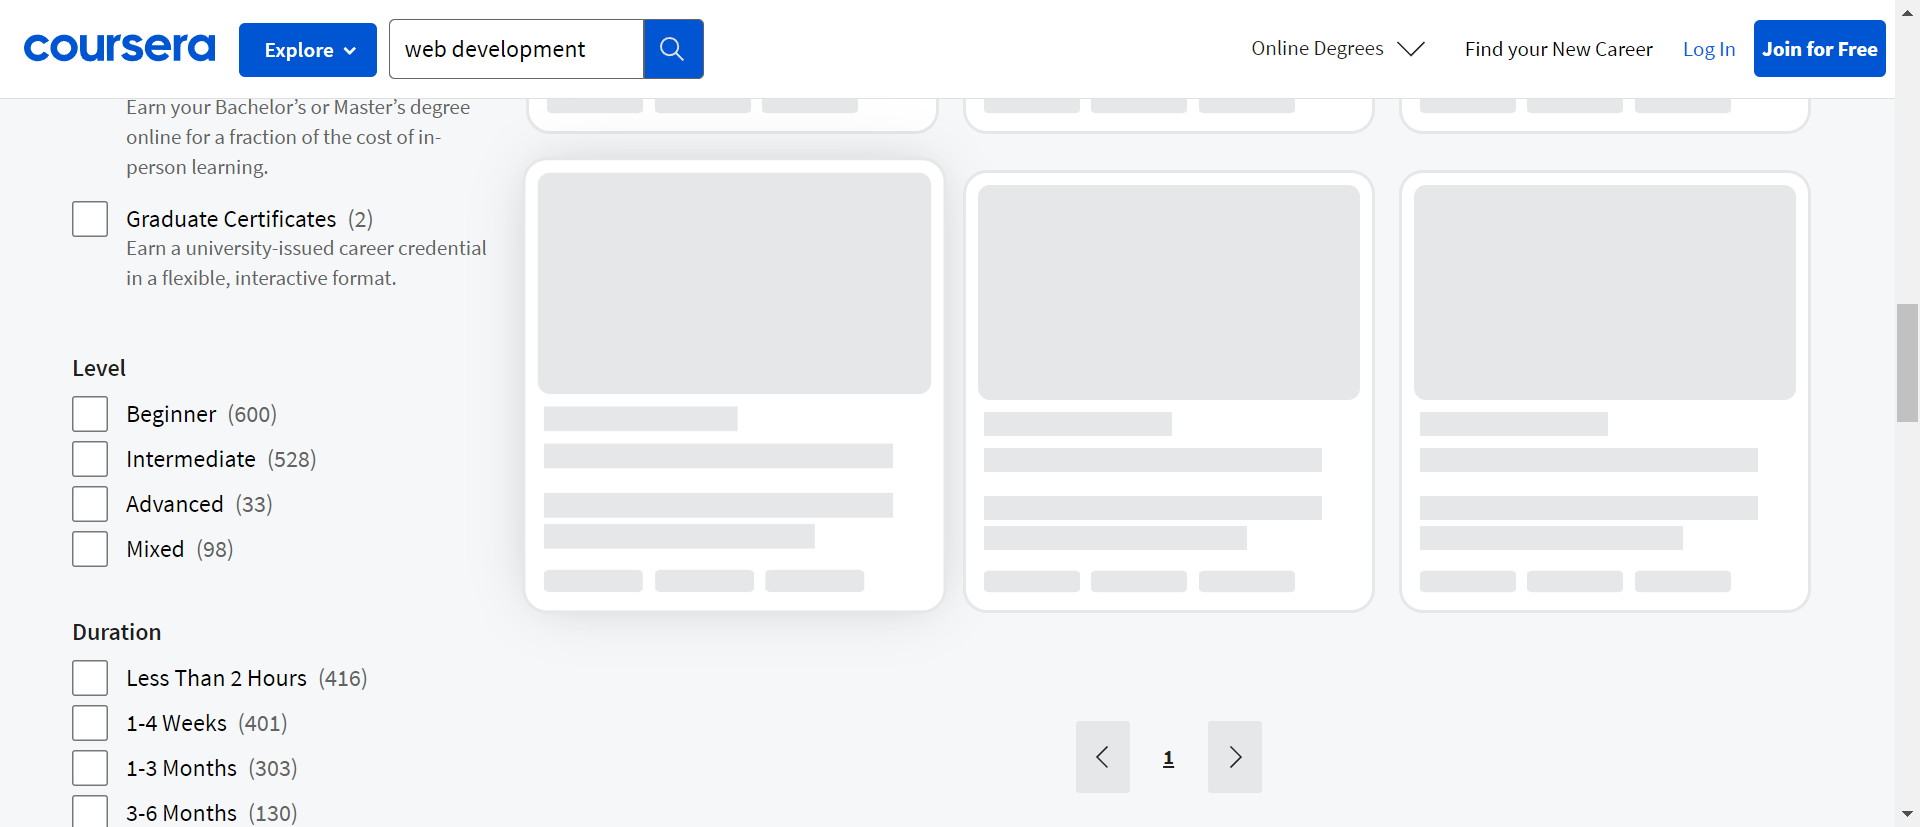 coursera
Explore
web development
Online Degrees
Find your New Career
Log In
Join for Free
Earn your Bachelor’s or Master’s degree
online for a fraction of the cost of in-
person learning.
Graduate Certificates (2)
Earn a university-issued career credential
in a flexible, interactive format.
Level
Beginner (600)
Intermediate (528)
Advanced (33)
Mixed (98)
Duration
Less Than 2 Hours (416)
1-4 Weeks (401)
1-3 Months (303)
3-6 Months (130)
1